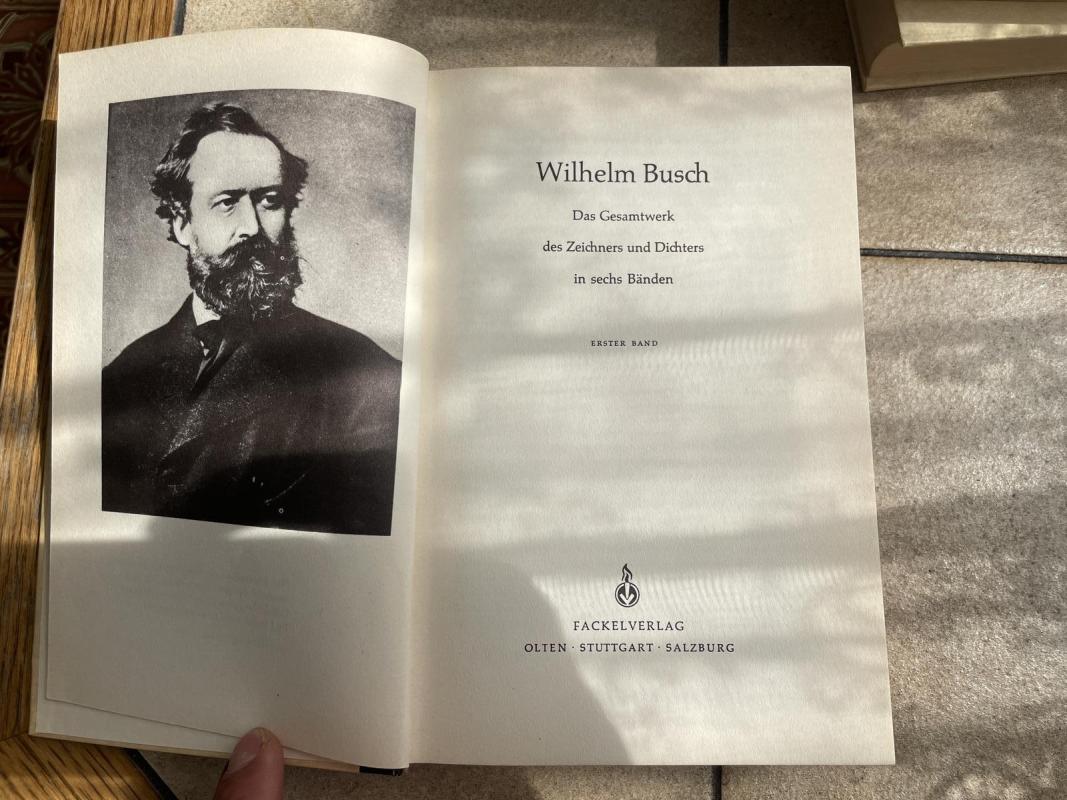 Wilhelm Busch
Das Gesamtwerk
des Zeichners und Dichters
in sechs Bänden
ERSTER BAND
FACKELVERLAG
OLTEN · STUTTGART · SALZBURG